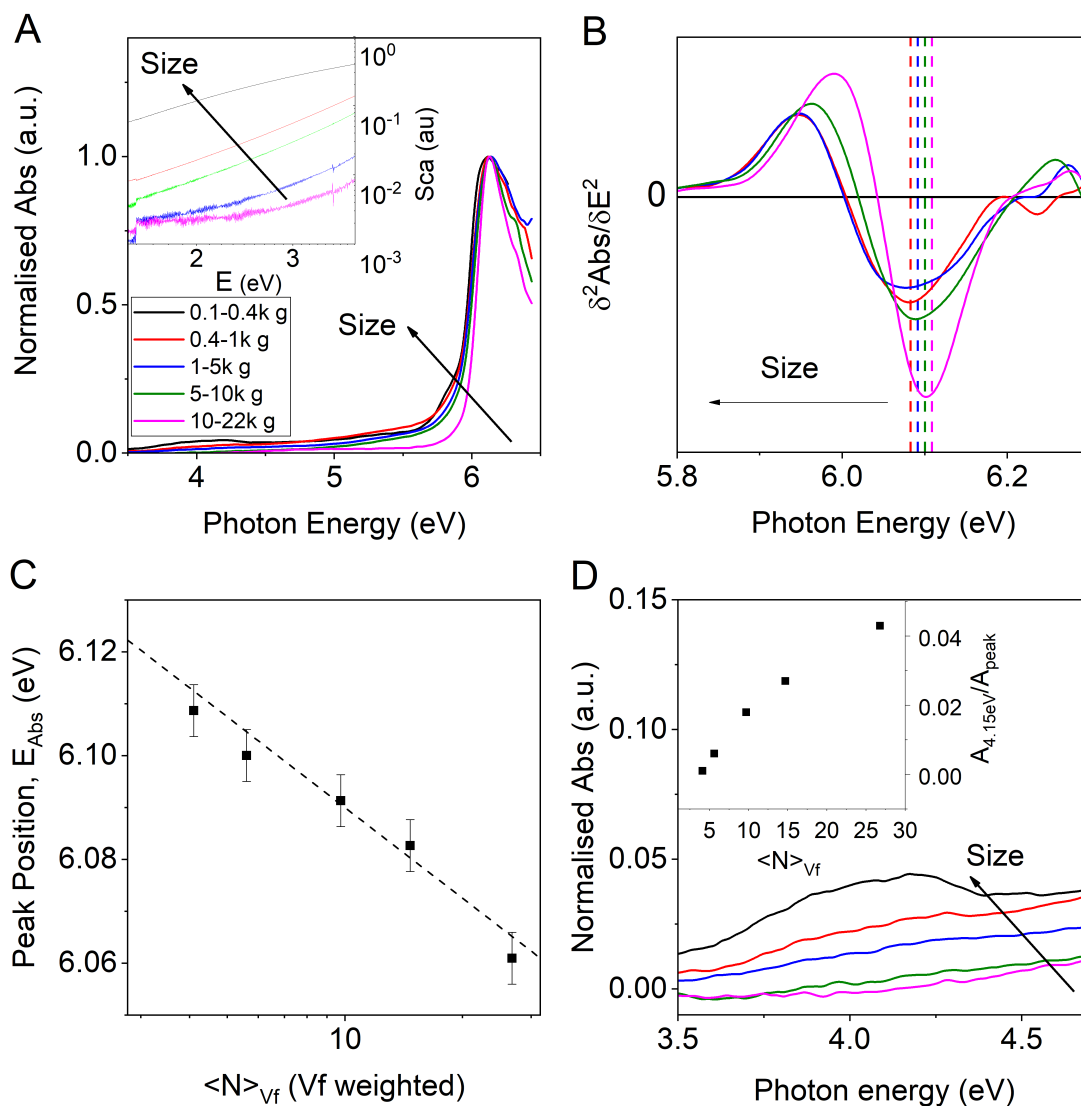 A
Normalised Abs (a.u.)
1.0
0.5
0.0
4
5
6
Photon Energy (eV)
Size
10^0
10^-1
10^-2
10^-3
Sca (au)
2
3
E (eV)
0.1-0.4k g
0.4-1k g
1-5k g
5-10k g
10-22k g
Size
B
δ²Abs/δE²
0
Size
5.8
6.0
6.2
Photon Energy (eV)
C
Peak Position, E_Abs (eV)
6.12
6.10
6.08
6.06
10
<N>_Vf (Vf weighted)
D
Normalised Abs (a.u.)
0.15
0.10
0.05
0.00
0.04
0.02
0.00
A_4.15eV/A_peak
5
10
15
20
25
30
<N>_Vf
Size
3.5
4.0
4.5
Photon energy (eV)